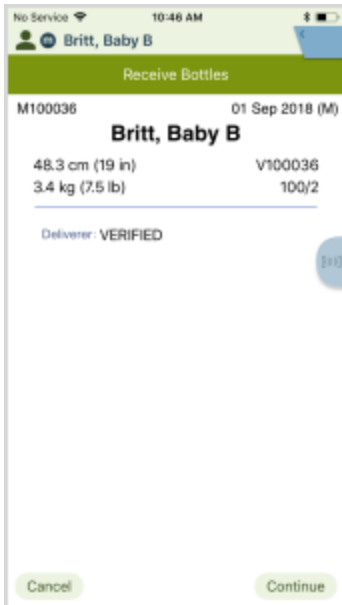 No Service 10:46 AM
Britt, Baby B
Receive Bottles
M100036 01 Sep 2018 (M)
Britt, Baby B
48.3 cm (19 in) V100036
3.4 kg (7.5 lb) 100/2
Deliverer: VERIFIED
Cancel Continue